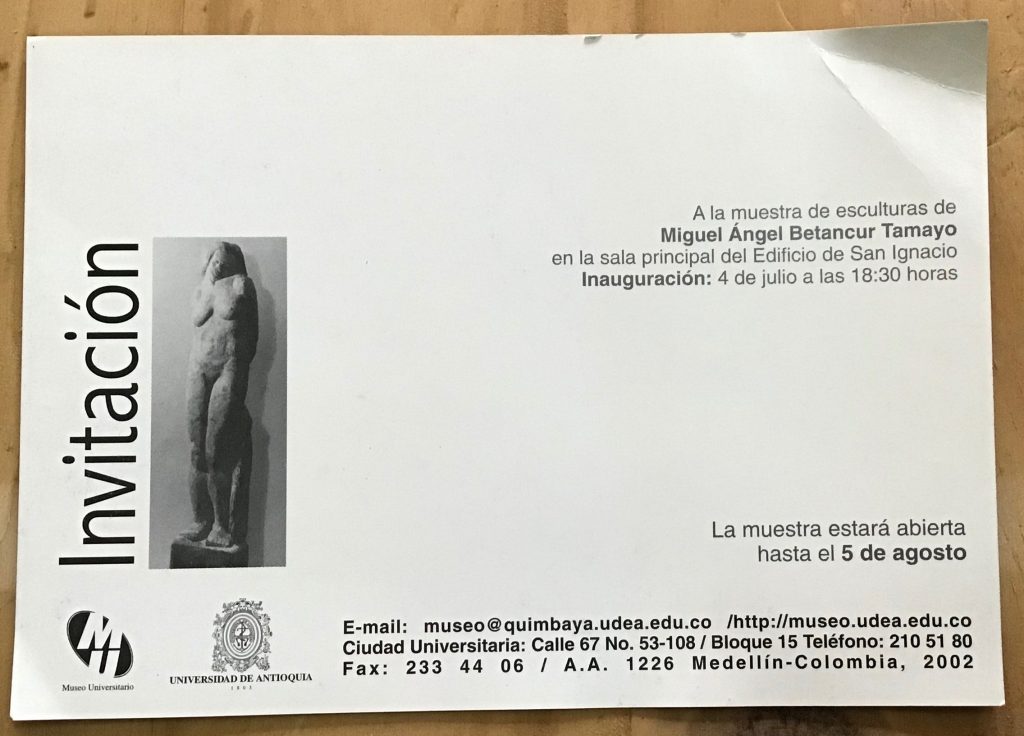 Invitación
A la muestra de esculturas de
Miguel Ángel Betancur Tamayo
en la sala principal del Edificio de San Ignacio
Inauguración: 4 de julio a las 18:30 horas
La muestra estará abierta
hasta el 5 de agosto
Museo Universitario
UNIVERSIDAD DE ANTIOQUIA
1803
E-mail: museo@quimbaya.udea.edu.co /http://museo.udea.edu.co
Ciudad Universitaria: Calle 67 No. 53-108 / Bloque 15 Teléfono: 210 51 80
Fax: 233 44 06 / A.A. 1226 Medellín-Colombia, 2002